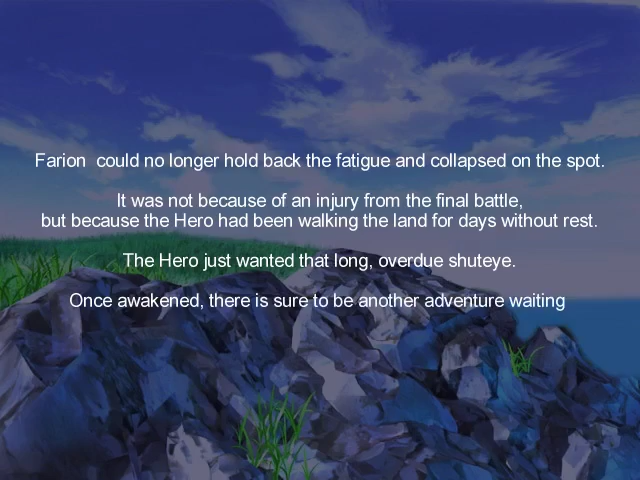 Farion  could no longer hold back the fatigue and collapsed on the spot.
It was not because of an injury from the final battle,
but because the Hero had been walking the land for days without rest.
The Hero just wanted that long, overdue shuteye.
Once awakened, there is sure to be another adventure waiting